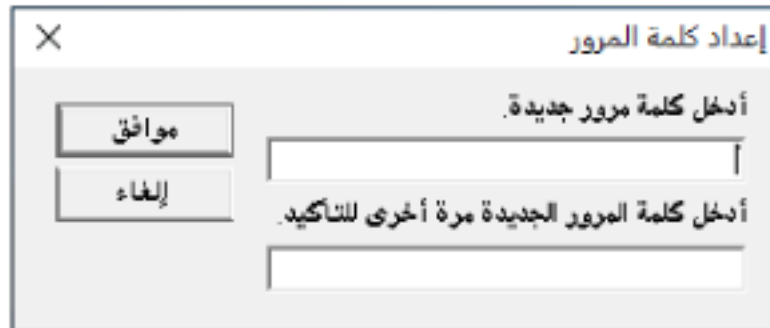 إعداد كلمة المرور
أدخل كلمة مرور جديدة.
موافق
إلغاء
أدخل كلمة المرور الجديدة مرة أخرى للتأكيد.